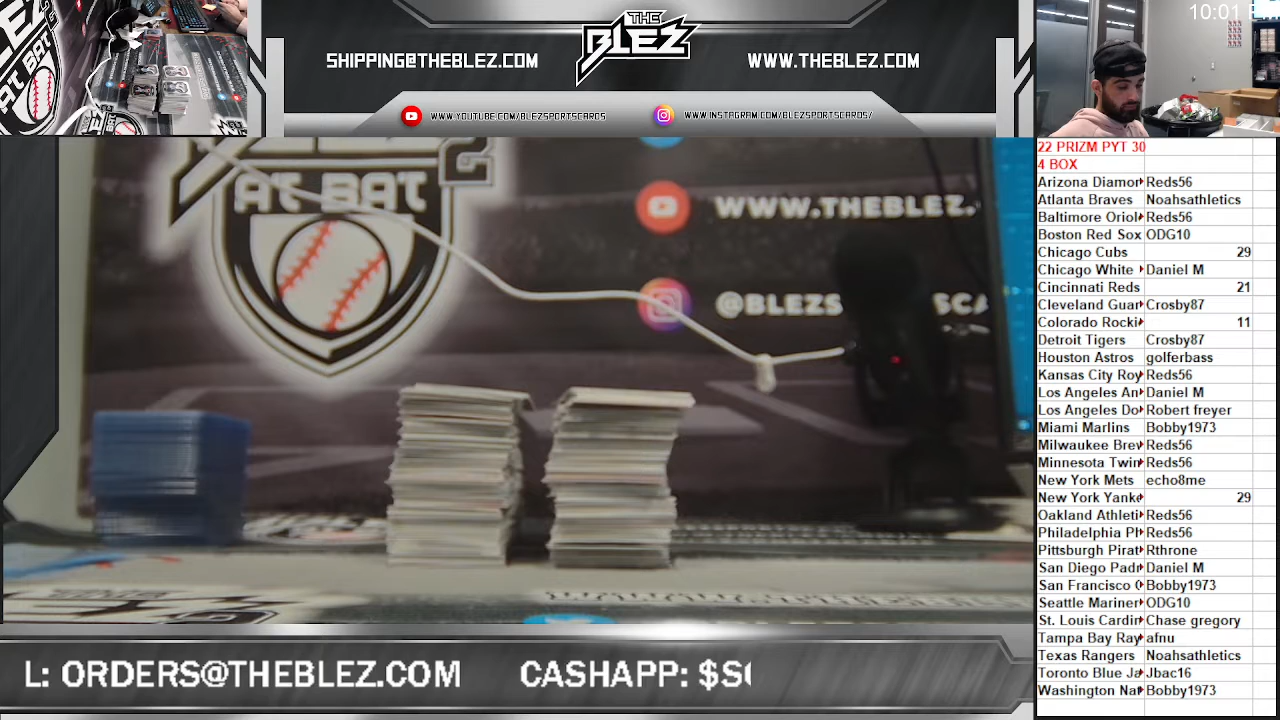 THE
BLEZ
SHIPPING@THEBLEZ.COM
WWW.THEBLEZ.COM
WWW.YOUTUBE.COM/BLEZSPORTSCARDS
WWW.INSTAGRAM.COM/BLEZSPORTSCARDS/
10:01
AT BAT
WWW.THEBLEZ.
@BLEZS SCA
22 PRIZM PYT 30
4 BOX
Arizona Diamor Reds56
Atlanta Braves Noahsathletics
Baltimore Oriol Reds56
Boston Red Sox ODG10
Chicago Cubs 29
Chicago White Daniel M
Cincinnati Reds 21
Cleveland Guar Crosby87
Colorado Rocki 11
Detroit Tigers Crosby87
Houston Astros golferbass
Kansas City Roy Reds56
Los Angeles An Daniel M
Los Angeles Do Robert freyer
Miami Marlins Bobby1973
Milwaukee Brev Reds56
Minnesota Twin Reds56
New York Mets echo8me
New York Yanke 29
Oakland Athleti Reds56
Philadelphia Ph Reds56
Pittsburgh Pirat Rthrone
San Diego Padr Daniel M
San Francisco G Bobby1973
Seattle Mariner ODG10
St. Louis Cardin Chase gregory
Tampa Bay Ray afnu
Texas Rangers Noahsathletics
Toronto Blue Ja Jbac16
Washington Nat Bobby1973
L: ORDERS@THEBLEZ.COM CASHAPP: $S